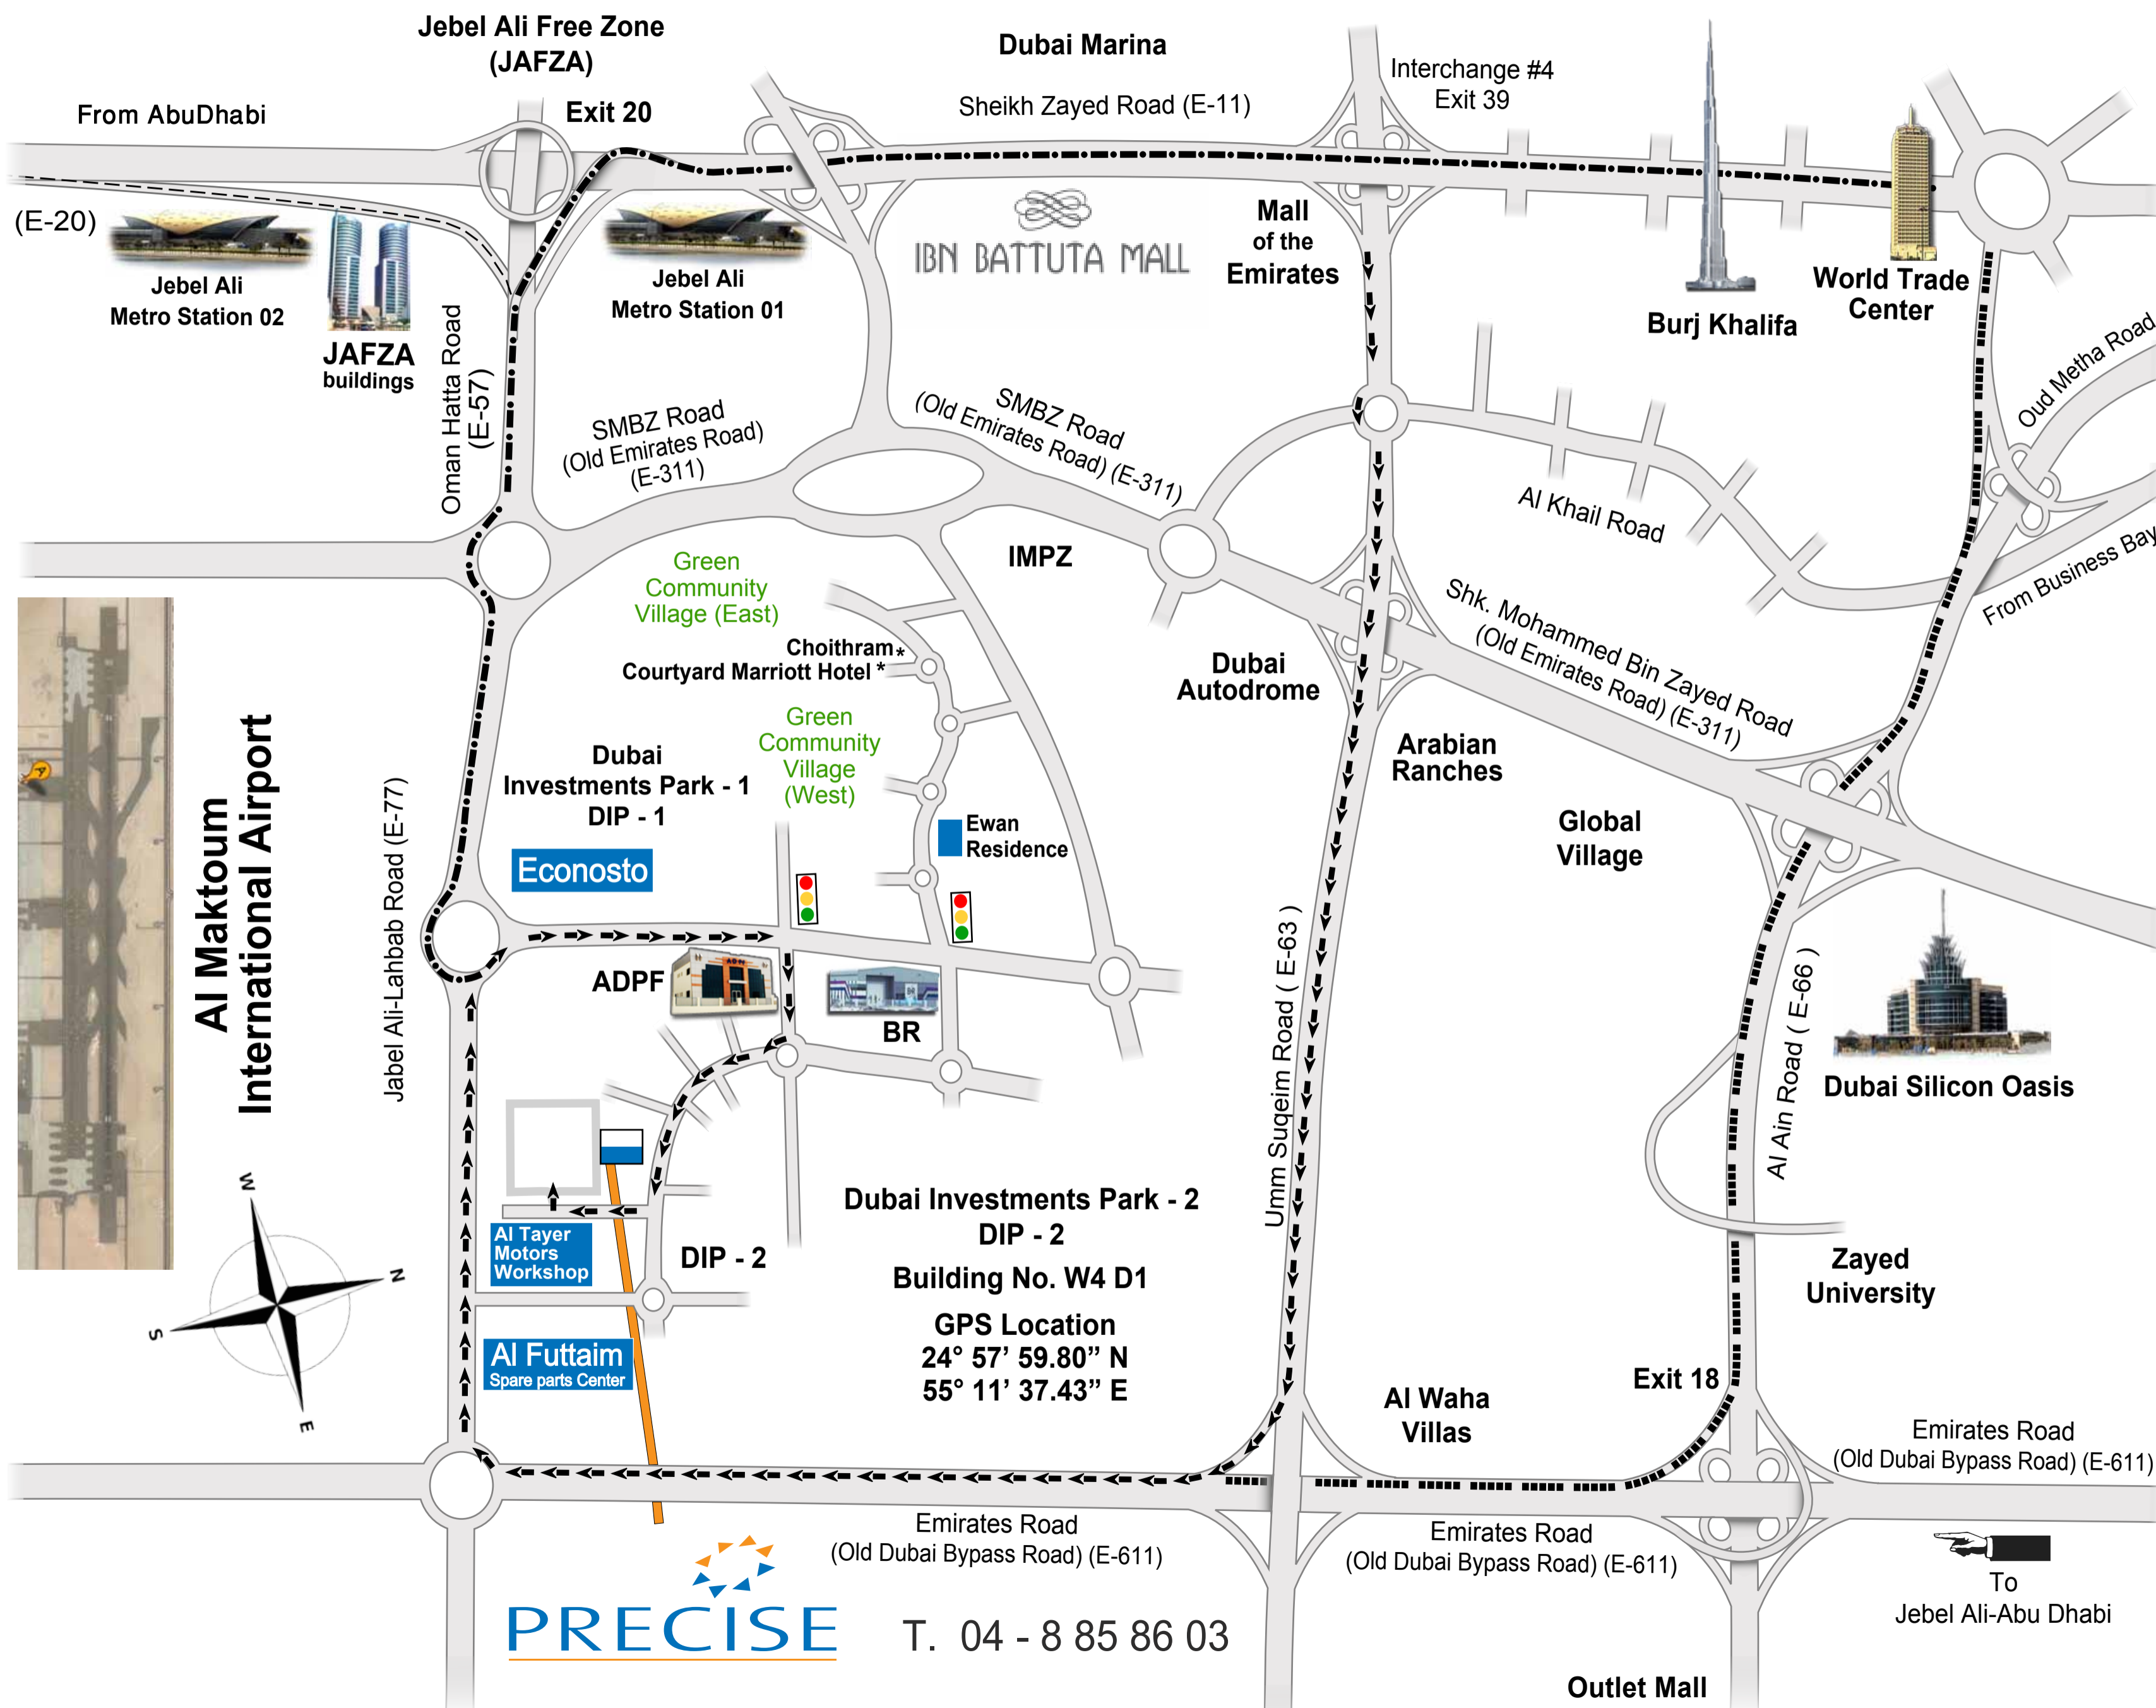 Jebel Ali Free Zone
(JAFZA)
Exit 20
From AbuDhabi
(E-20)
Dubai Marina
Sheikh Zayed Road (E-11)
Interchange #4
Exit 39
Jebel Ali
Metro Station 02
JAFZA
buildings
Jebel Ali
Metro Station 01
IBN BATTUTA MALL
Mall
of the
Emirates
Burj Khalifa
World Trade
Center
Oud Metha Road
Oman Hatta Road
(E-57)
SMBZ Road
(Old Emirates Road)
(E-311)
SMBZ Road
(Old Emirates Road) (E-311)
Al Khail Road
From Business Bay
IMPZ
Green
Community
Village (East)
Choithram*
Courtyard Marriott Hotel *
Green
Community
Village
(West)
Dubai
Autodrome
Shk. Mohammed Bin Zayed Road
(Old Emirates Road) (E-311)
Arabian
Ranches
Global
Village
Al Maktoum
International Airport
Jabel Ali-Lahbab Road (E-77)
Dubai
Investments Park - 1
DIP - 1
Econosto
Ewan
Residence
ADPF
BR
Umm Suqeim Road ( E-63 )
Al Ain Road ( E-66 )
Dubai Silicon Oasis
W
N
S
E
Al Tayer
Motors
Workshop
DIP - 2
Al Futtaim
Spare parts Center
Dubai Investments Park - 2
DIP - 2
Building No. W4 D1
GPS Location
24° 57’ 59.80” N
55° 11’ 37.43” E
Zayed
University
Exit 18
Al Waha
Villas
Emirates Road
(Old Dubai Bypass Road) (E-611)
Emirates Road
(Old Dubai Bypass Road) (E-611)
Emirates Road
(Old Dubai Bypass Road) (E-611)
To
Jebel Ali-Abu Dhabi
PRECISE
T. 04 - 8 85 86 03
Outlet Mall